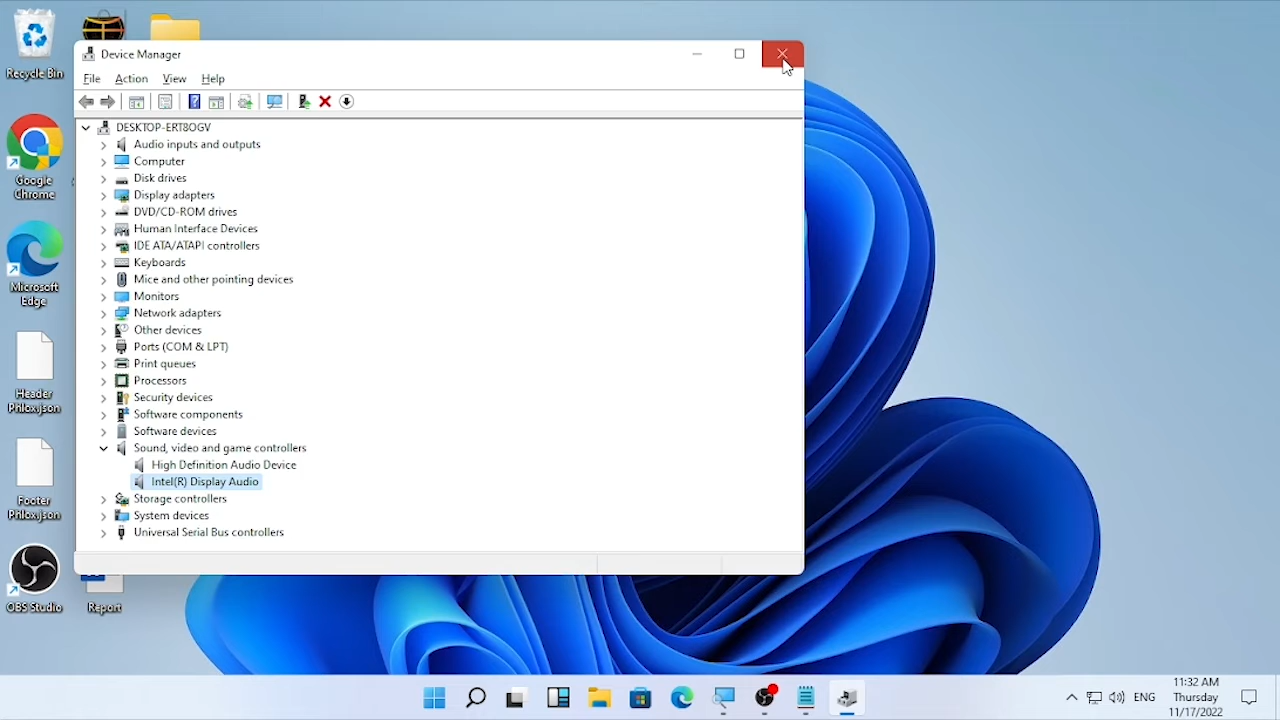 Recycle Bin
Google
Chrome
Microsoft
Edge
Header
Phlox.json
Footer
Phlox.json
OBS Studio
Report
Device Manager
File Action View Help
DESKTOP-ERT8OGV
Audio inputs and outputs
Computer
Disk drives
Display adapters
DVD/CD-ROM drives
Human Interface Devices
IDE ATA/ATAPI controllers
Keyboards
Mice and other pointing devices
Monitors
Network adapters
Other devices
Ports (COM & LPT)
Print queues
Processors
Security devices
Software components
Software devices
Sound, video and game controllers
High Definition Audio Device
Intel(R) Display Audio
Storage controllers
System devices
Universal Serial Bus controllers
ENG
11:32 AM
Thursday
11/17/2022